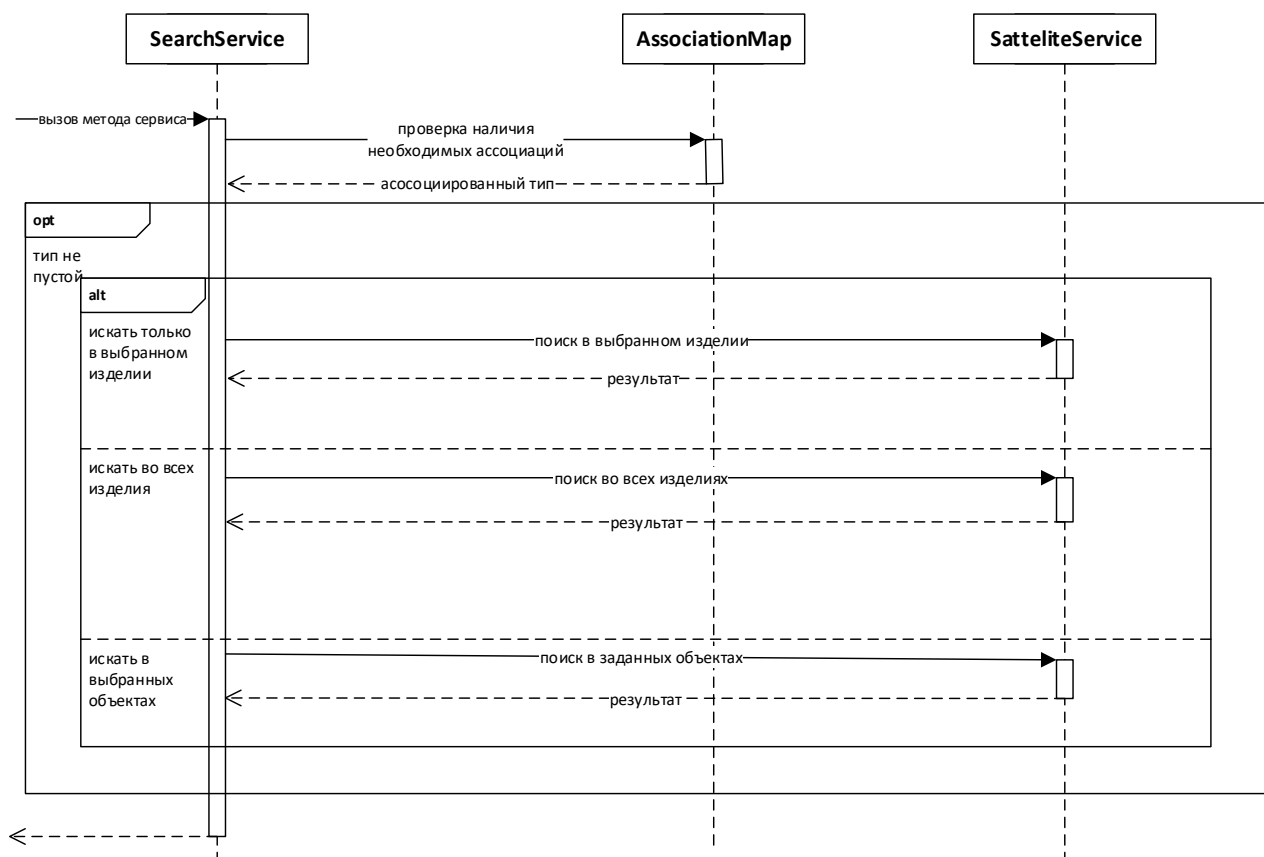 SearchService
AssociationMap
SatteliteService
вызов метода сервиса
проверка наличия
необходимых ассоциаций
асосоциированный тип
opt
тип не
пустой
alt
искать только
в выбранном
изделии
поиск в выбранном изделии
результат
искать во всех
изделия
поиск во всех изделиях
результат
искать в
выбранных
объектах
поиск в заданных объектах
результат